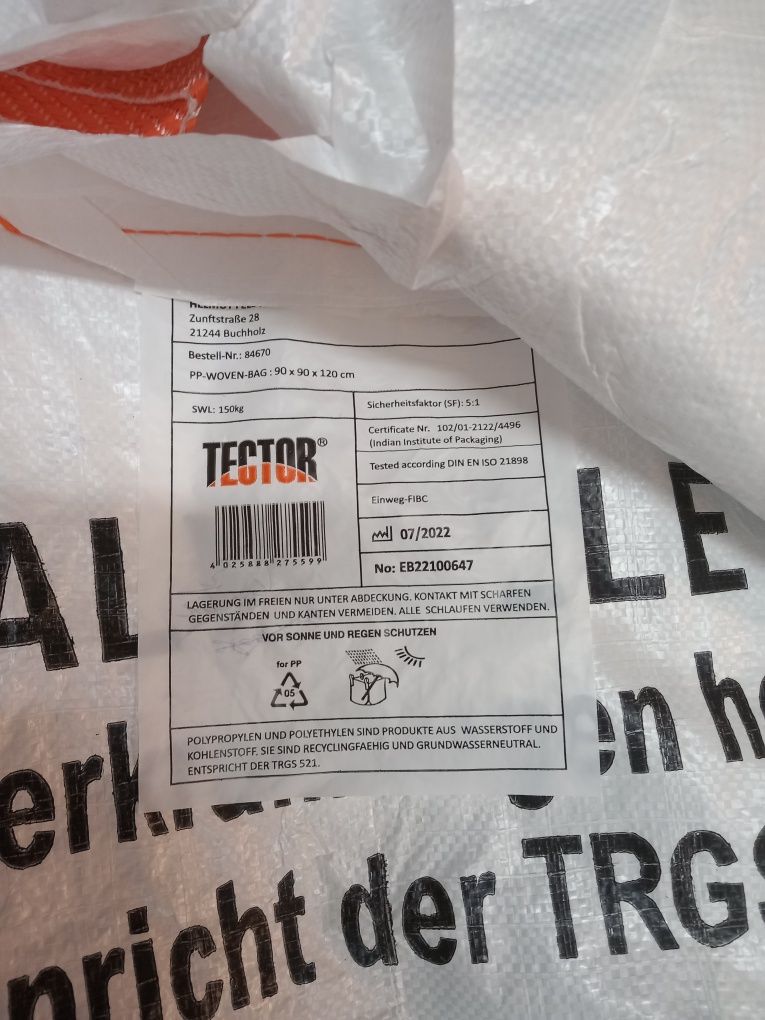 Zunftstraße 28
21244 Buchholz
Bestell-Nr.: 84670
PP-WOVEN-BAG : 90 x 90 x 120 cm
SWL: 150kg
Sicherheitsfaktor (SF): 5:1
Certificate Nr. 102/01-2122/4496
(Indian Institute of Packaging)
Tested according DIN EN ISO 21898
Einweg-FIBC
07/2022
No: EB22100647
TECTOR®
4 025888 275599
LAGERUNG IM FREIEN NUR UNTER ABDECKUNG. KONTAKT MIT SCHARFEN
GEGENSTÄNDEN UND KANTEN VERMEIDEN. ALLE SCHLAUFEN VERWENDEN.
VOR SONNE UND REGEN SCHUTZEN
for PP
05
POLYPROPYLEN UND POLYETHYLEN SIND PRODUKTE AUS WASSERSTOFF UND
KOHLENSTOFF. SIE SIND RECYCLINGFAEHIG UND GRUNDWASSERNEUTRAL.
ENTSPRICHT DER TRGS 521.
AL LE
erk en h
pricht der TRGS